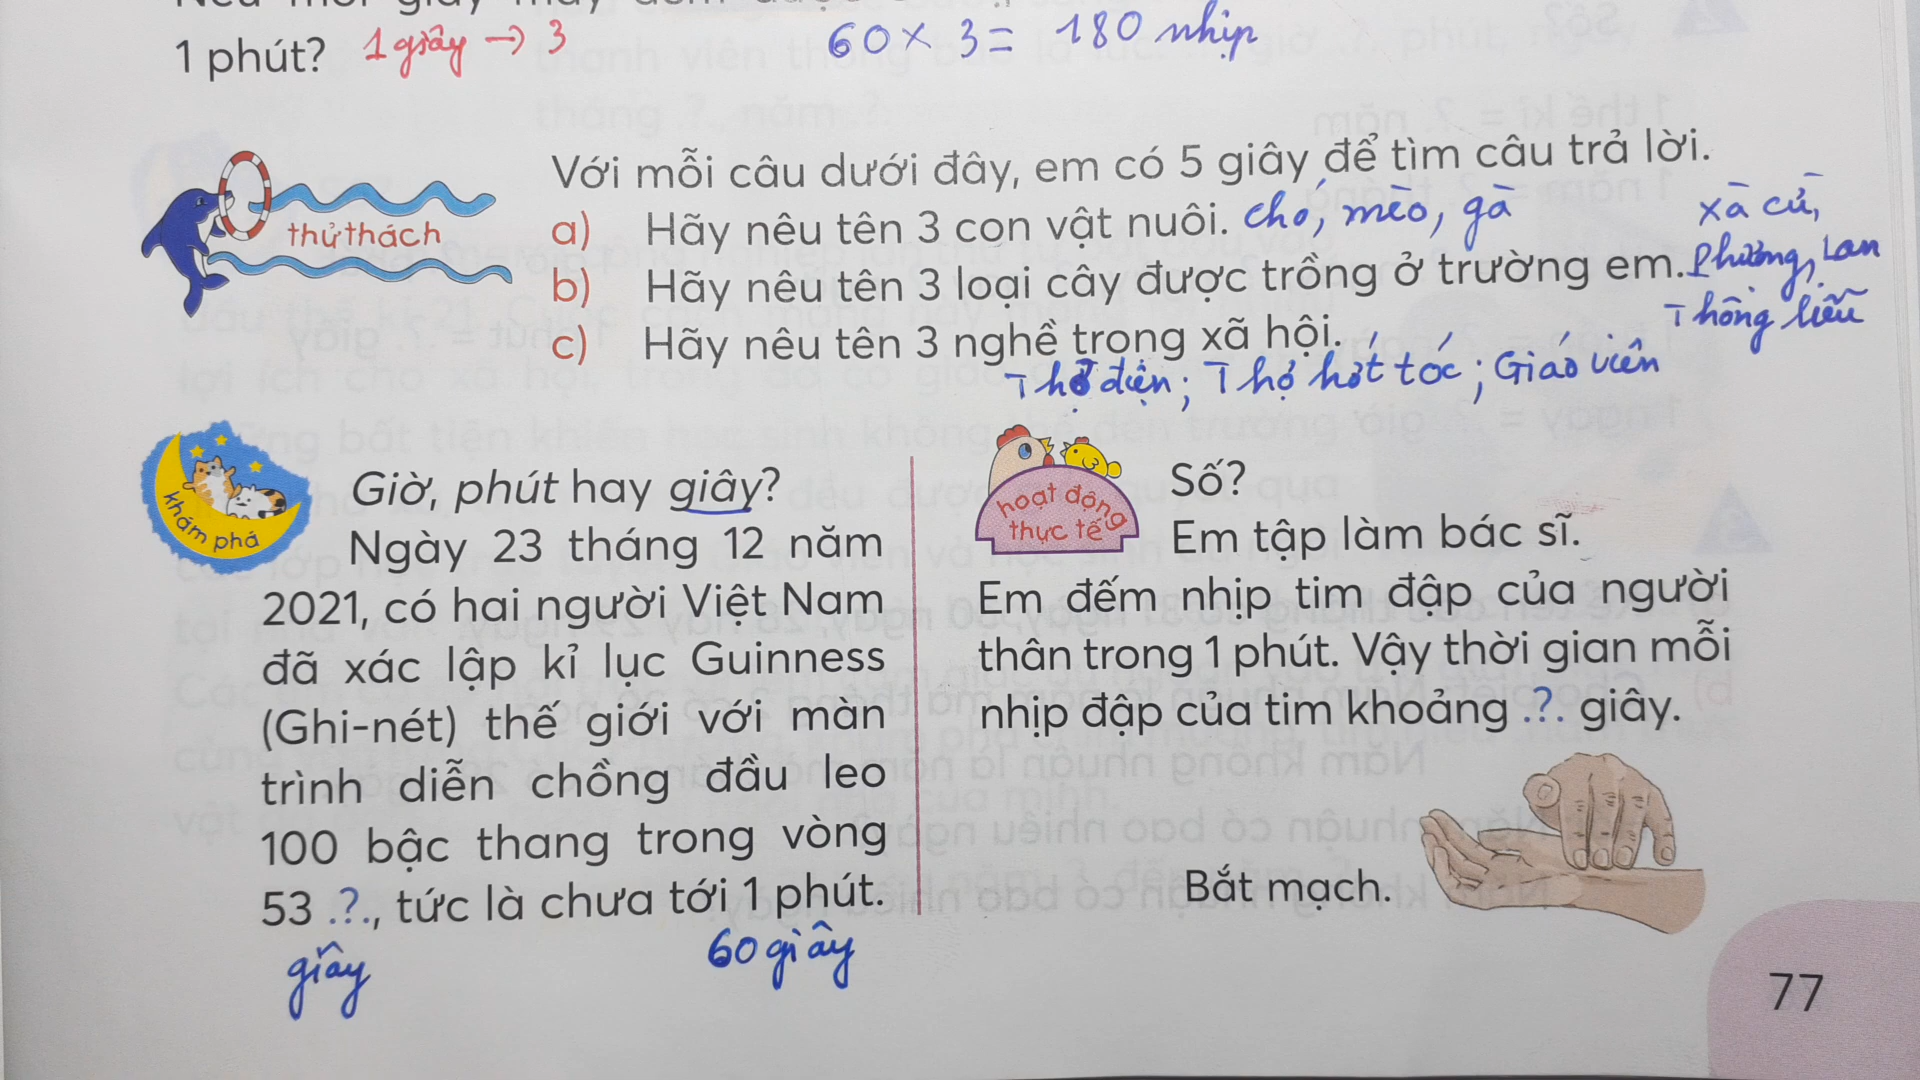 1 phút? 1 giây → 3 60 × 3 = 180 nhịp
Với mỗi câu dưới đây, em có 5 giây để tìm câu trả lời.
thử thách
a) Hãy nêu tên 3 con vật nuôi. chó, mèo, gà
xà cừ,
b) Hãy nêu tên 3 loại cây được trồng ở trường em. Phượng, Lan
Thông liễu
c) Hãy nêu tên 3 nghề trong xã hội.
Thợ điện; Thợ hớt tóc; Giáo viên
khám phá
Giờ, phút hay giây?
Ngày 23 tháng 12 năm
2021, có hai người Việt Nam
đã xác lập kỉ lục Guinness
(Ghi-nét) thế giới với màn
trình diễn chồng đầu leo
100 bậc thang trong vòng
53 .?., tức là chưa tới 1 phút.
giây 60 giây
hoạt động
thực tế
Số?
Em tập làm bác sĩ.
Em đếm nhịp tim đập của người
thân trong 1 phút. Vậy thời gian mỗi
nhịp đập của tim khoảng .?. giây.
Bắt mạch.
77